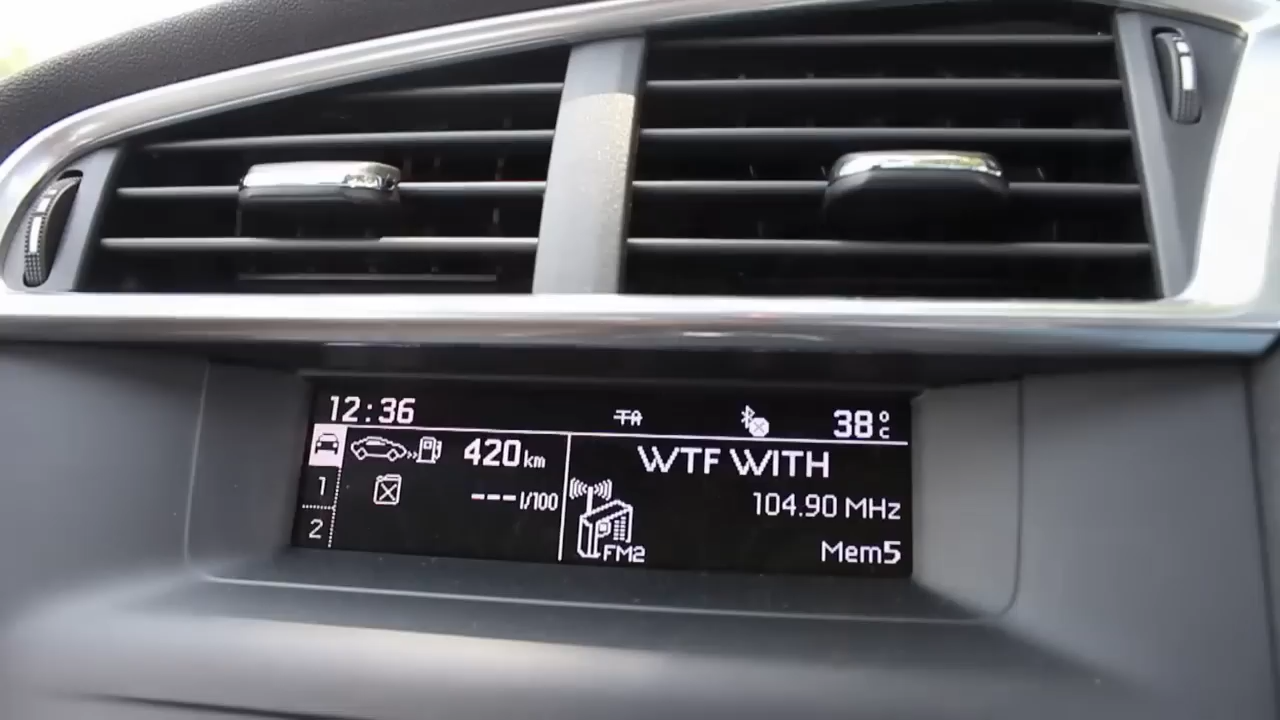 12:36 TA 38°C
420 km
1
---l/100
2
WTF WITH
104.90 MHz
FM2
Mem5